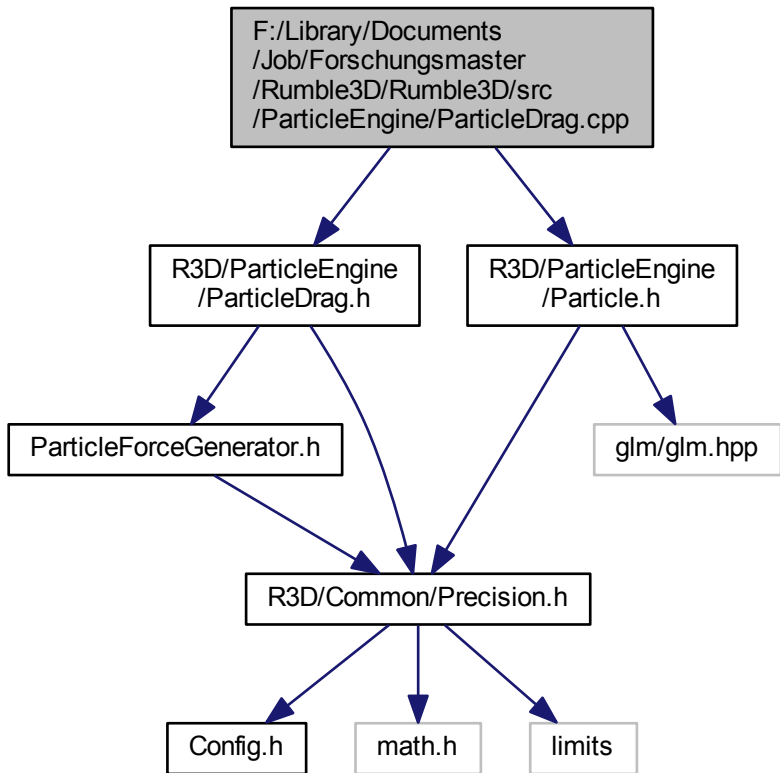 F:/Library/Documents
/Job/Forschungsmaster
/Rumble3D/Rumble3D/src
/ParticleEngine/ParticleDrag.cpp
R3D/ParticleEngine
/ParticleDrag.h
R3D/ParticleEngine
/Particle.h
ParticleForceGenerator.h
glm/glm.hpp
R3D/Common/Precision.h
Config.h
math.h
limits